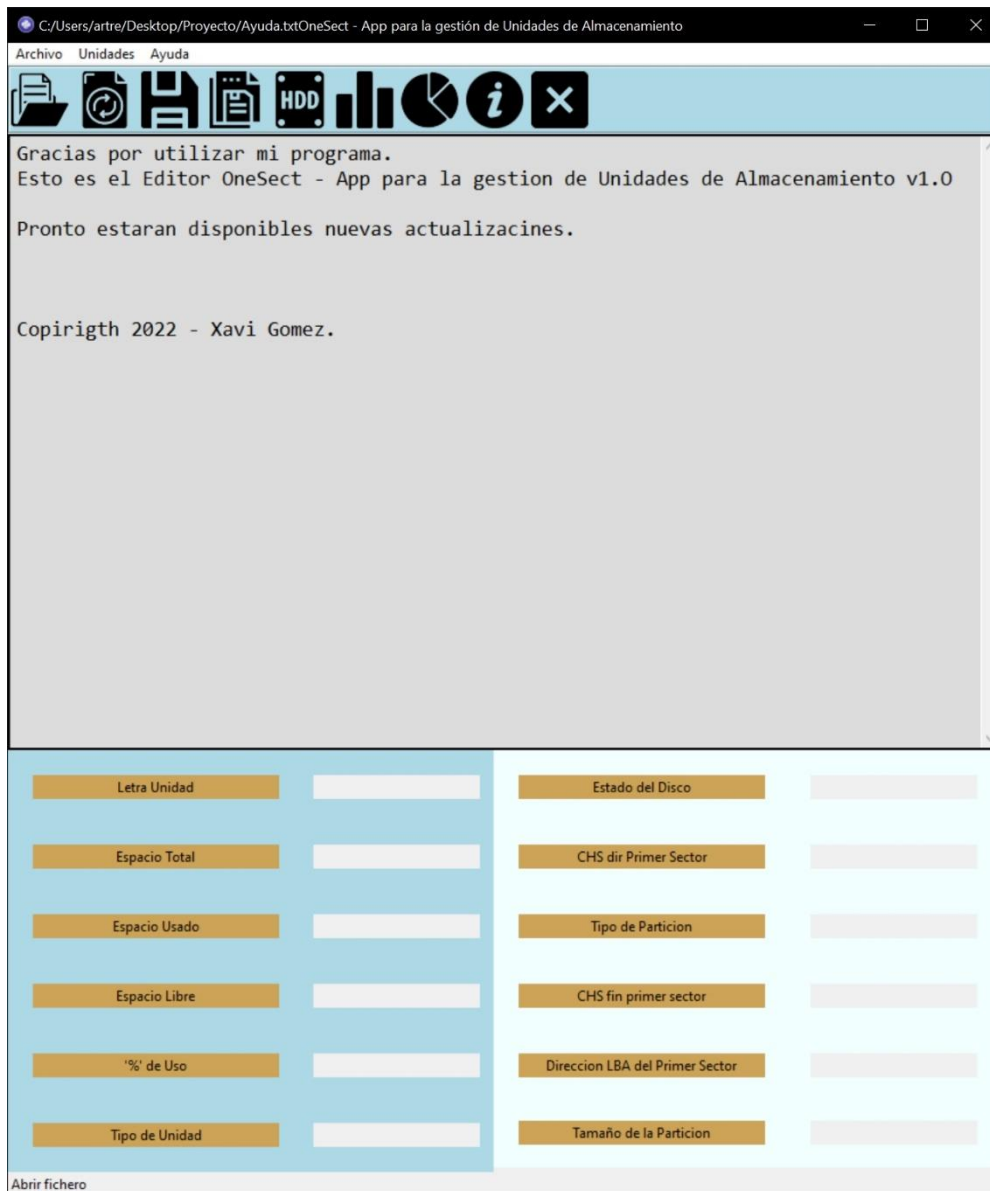 C:/Users/artre/Desktop/Proyecto/Ayuda.txtOneSect - App para la gestión de Unidades de Almacenamiento
Archivo Unidades Ayuda
HDD
Gracias por utilizar mi programa.
Esto es el Editor OneSect - App para la gestion de Unidades de Almacenamiento v1.0
Pronto estaran disponibles nuevas actualizacines.
Copirigth 2022 - Xavi Gomez.
Letra Unidad
Espacio Total
Espacio Usado
Espacio Libre
'%' de Uso
Tipo de Unidad
Estado del Disco
CHS dir Primer Sector
Tipo de Particion
CHS fin primer sector
Direccion LBA del Primer Sector
Tamaño de la Particion
Abrir fichero